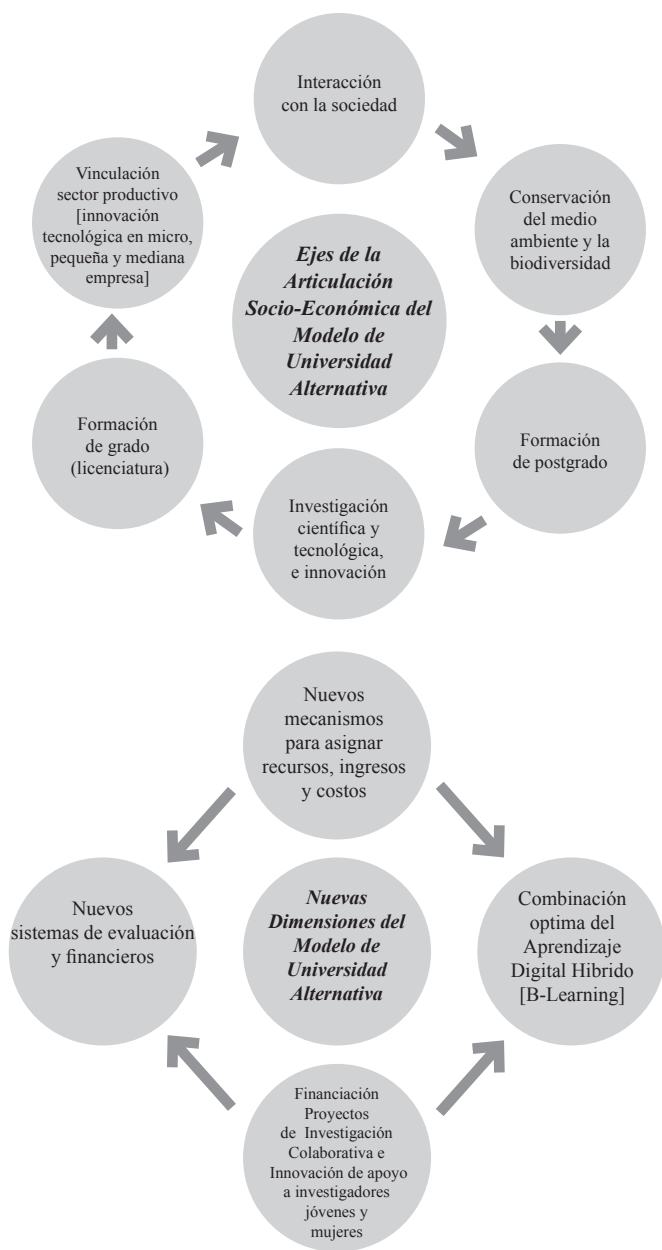 Interacción
con la sociedad
Vinculación
sector productivo
[innovación
tecnológica en micro,
pequeña y mediana
empresa]
Conservación
del medio
ambiente y la
biodiversidad
Ejes de la
Articulación
Socio-Económica del
Modelo de
Universidad
Alternativa
Formación
de grado
(licenciatura)
Formación
de postgrado
Investigación
científica y
tecnológica,
e innovación
Nuevos
mecanismos
para asignar
recursos, ingresos
y costos
Nuevos
sistemas de evaluación
y financieros
Nuevas
Dimensiones del
Modelo de
Universidad
Alternativa
Combinación
optima del
Aprendizaje
Digital Hibrido
[B-Learning]
Financiación
Proyectos
de Investigación
Colaborativa e
Innovación de apoyo
a investigadores
jóvenes y
mujeres